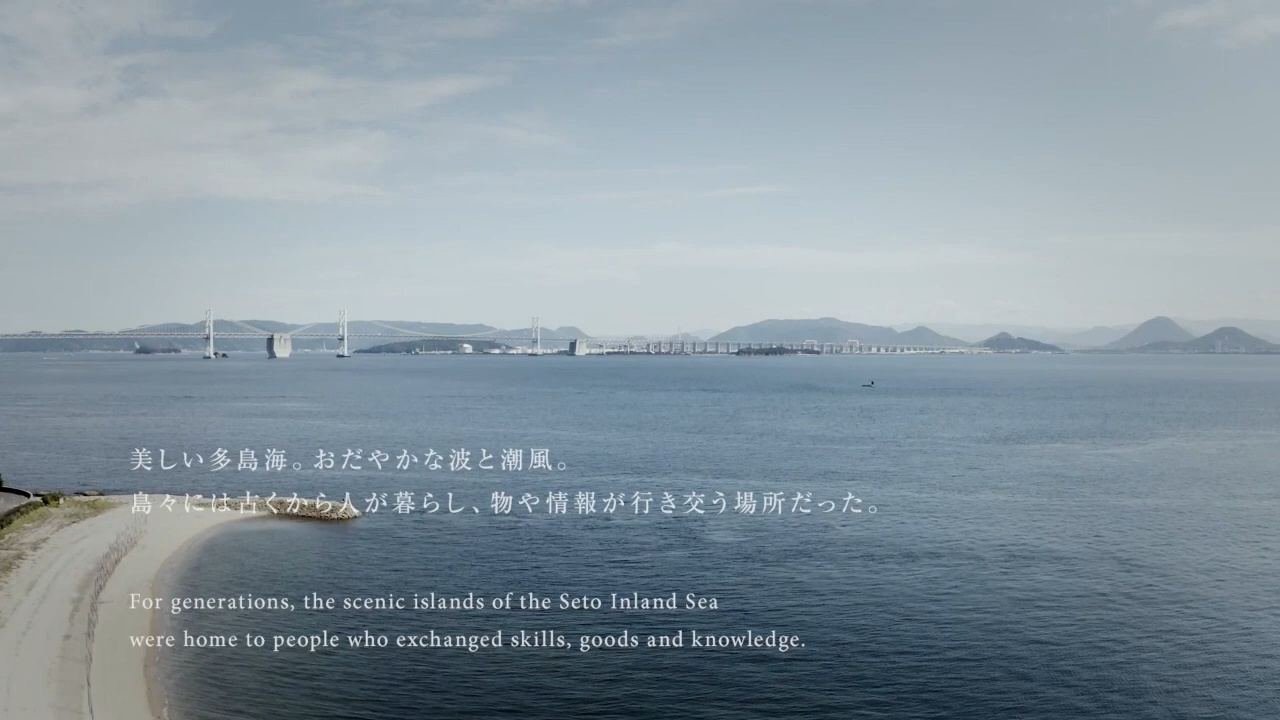 美しい多島海。おだやかな波と潮風。
島々には古くから人が暮らし、物や情報が行き交う場所だった。
For generations, the scenic islands of the Seto Inland Sea
were home to people who exchanged skills, goods and knowledge.